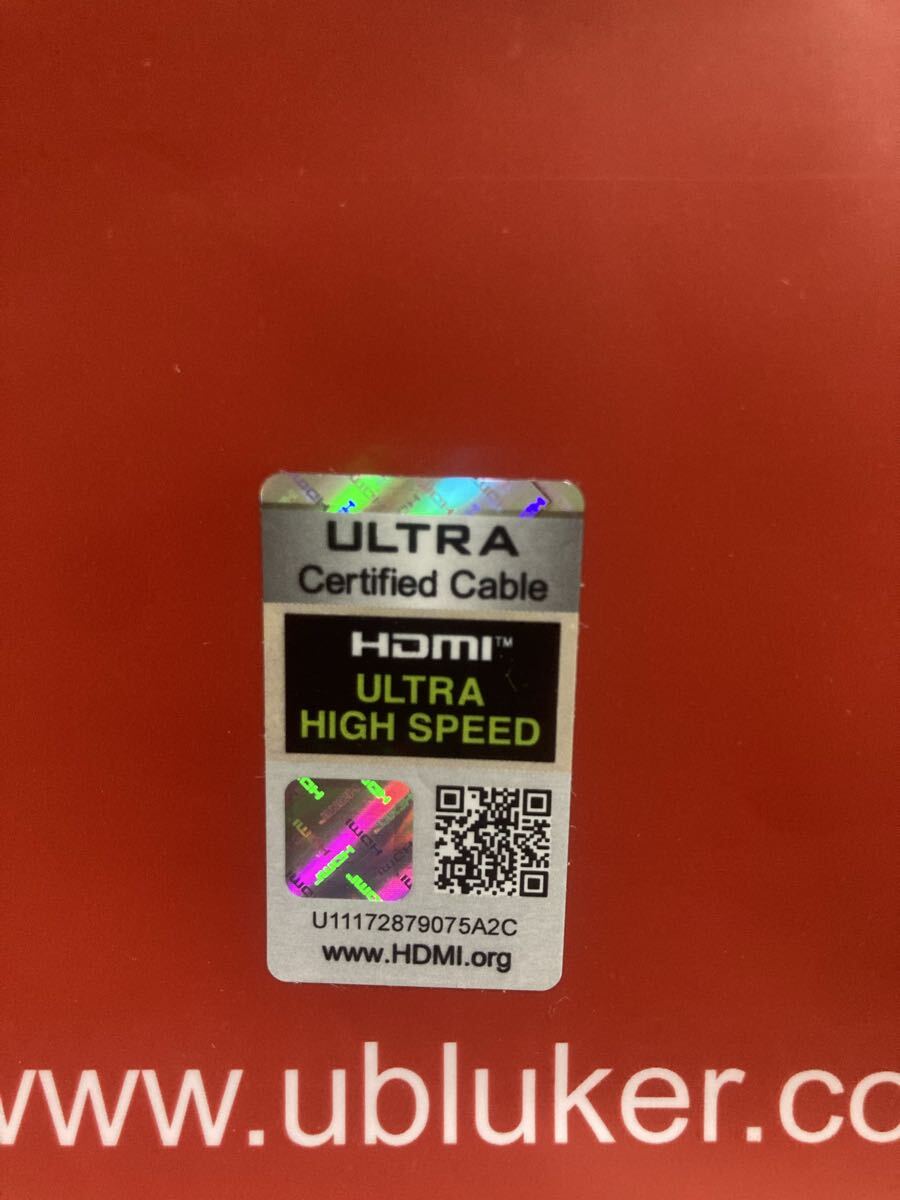 ULTRA
Certified Cable
HDMI™
ULTRA
HIGH SPEED
U11172879075A2C
www.HDMI.org
www.ubluker.co